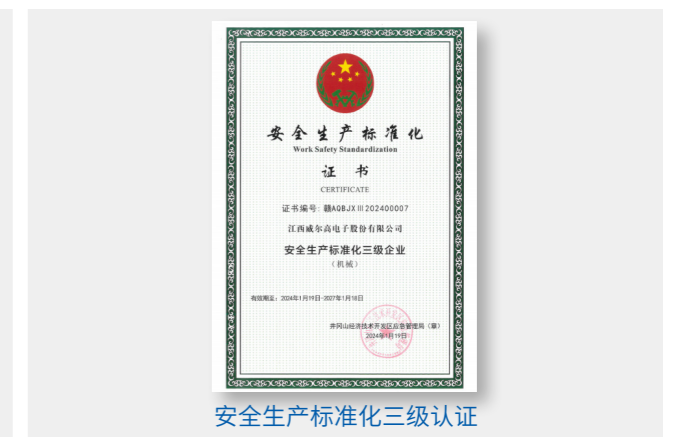 安全生产标准化
Work Safety Standardization
证书
CERTIFICATE
证书编号：赣AQBJXⅢ202400007
江西威尔高电子股份有限公司
安全生产标准化三级企业
（机械）
有效期至：2024年1月19日-2027年1月18日
井冈山经济技术开发区应急管理局（章）
2024年1月19日
安全生产标准化三级认证